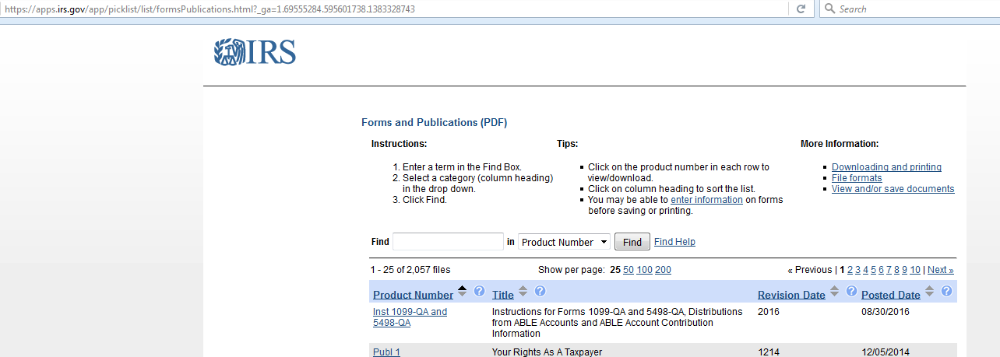 https://apps.irs.gov/app/picklist/list/formsPublications.html?_ga=1.69555284.595601738.1383328743
Search
IRS
Forms and Publications (PDF)
Instructions:
1. Enter a term in the Find Box.
2. Select a category (column heading)
in the drop down.
3. Click Find.
Tips:
Click on the product number in each row to
view/download.
Click on column heading to sort the list.
You may be able to enter information on forms
before saving or printing.
More Information:
Downloading and printing
File formats
View and/or save documents
Find in Product Number Find Find Help
1 - 25 of 2,057 files Show per page: 25 50 100 200 « Previous | 1 2 3 4 5 6 7 8 9 10 | Next »
Product Number ? Title ? Revision Date ? Posted Date ?
Inst 1099-QA and
5498-QA
Instructions for Forms 1099-QA and 5498-QA, Distributions
from ABLE Accounts and ABLE Account Contribution
Information
2016
08/30/2016
Publ 1 Your Rights As A Taxpayer 1214 12/05/2014